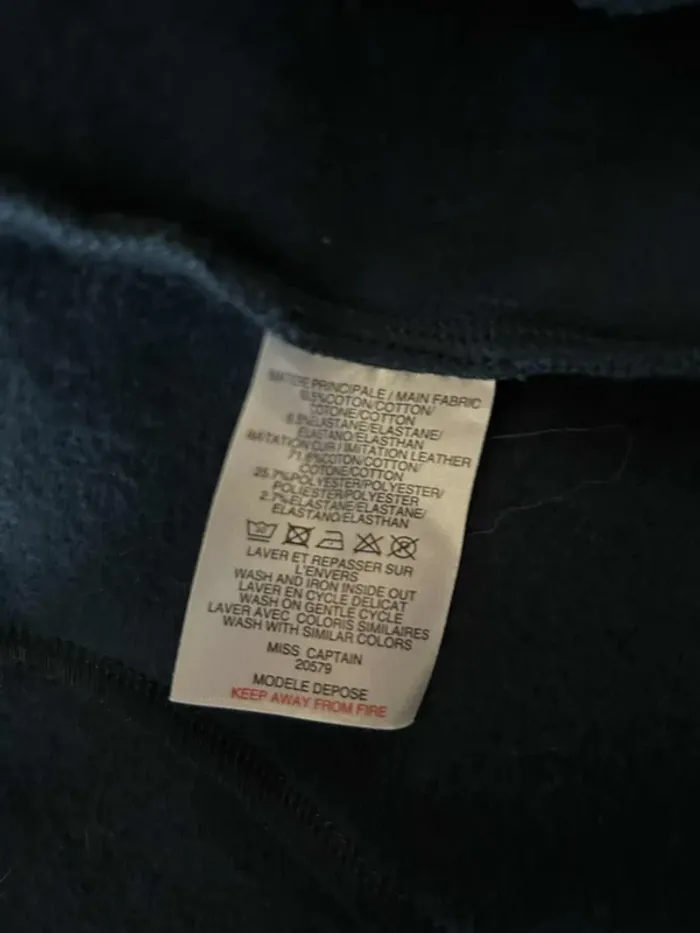 MATIERE PRINCIPALE / MAIN FABRIC
COTON/COTTON/
COTONE/COTTON
ELASTANE/ELASTANE/
ELASTANO/ELASTHAN
IMITATION CUIR / IMITATION LEATHER
71.6%COTON/COTTON/
COTONE/COTTON
25.7%POLYESTER/POLYESTER/
POLIESTER/POLYESTER
2.7%ELASTANE/ELASTANE/
ELASTANO/ELASTHAN
LAVER ET REPASSER SUR
L'ENVERS
WASH AND IRON INSIDE OUT
LAVER EN CYCLE DELICAT
WASH ON GENTLE CYCLE
LAVER AVEC COLORIS SIMILAIRES
WASH WITH SIMILAR COLORS
MISS CAPTAIN
20579
MODELE DEPOSE
KEEP AWAY FROM FIRE